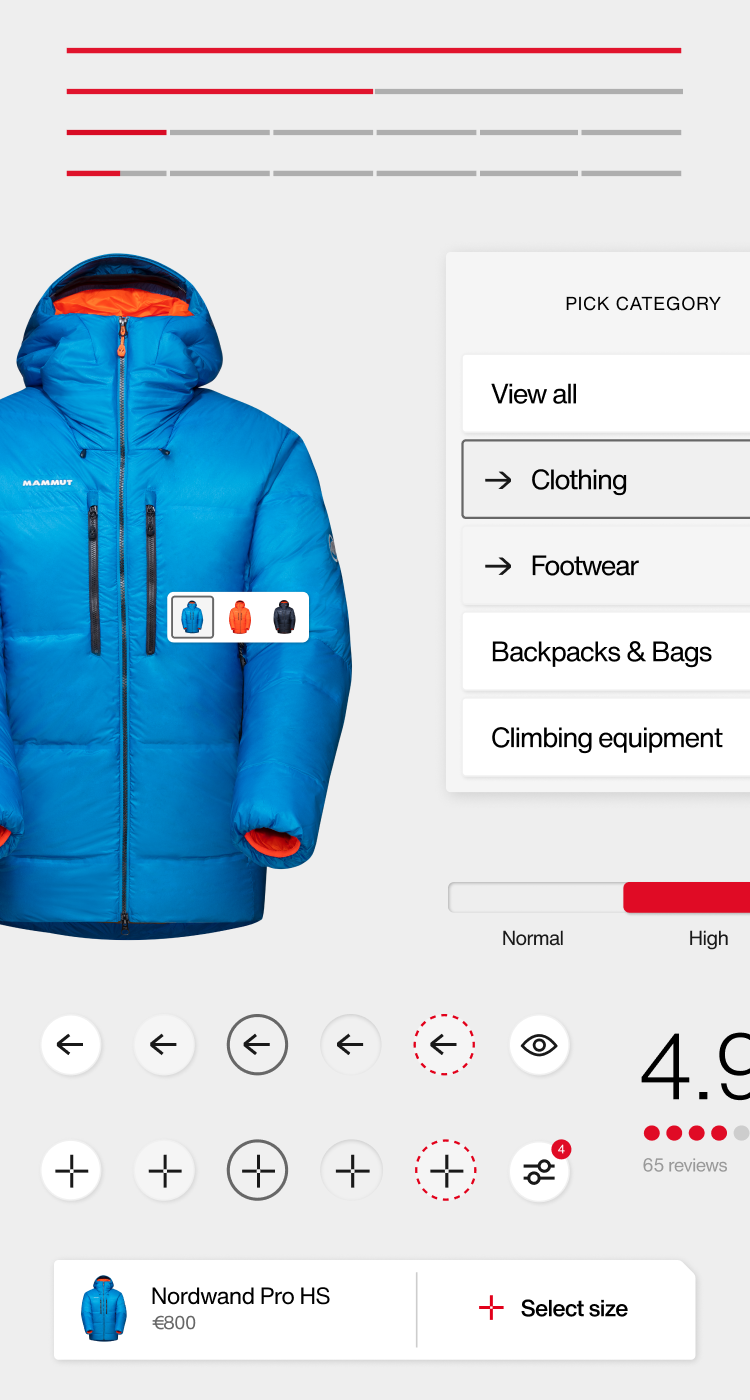 PICK CATEGORY
View all
Clothing
MAMMUT
Footwear
Backpacks & Bags
Climbing equipment
Normal
High
4.9
65 reviews
4
Nordwand Pro HS
€800
Select size